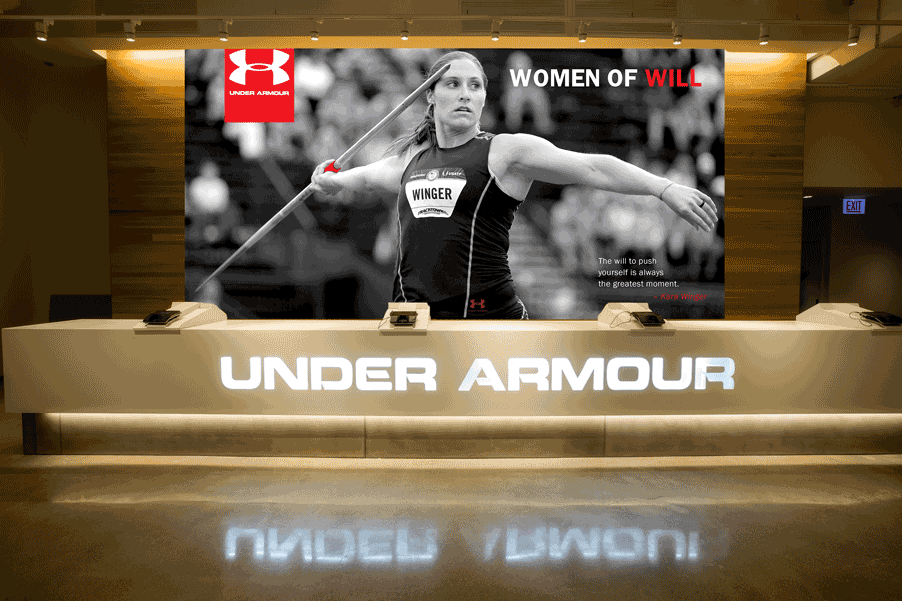 UNDER ARMOUR
WOMEN OF WILL
WINGER
The will to push
yourself is always
the greatest moment.
EXIT
UNDER ARMOUR